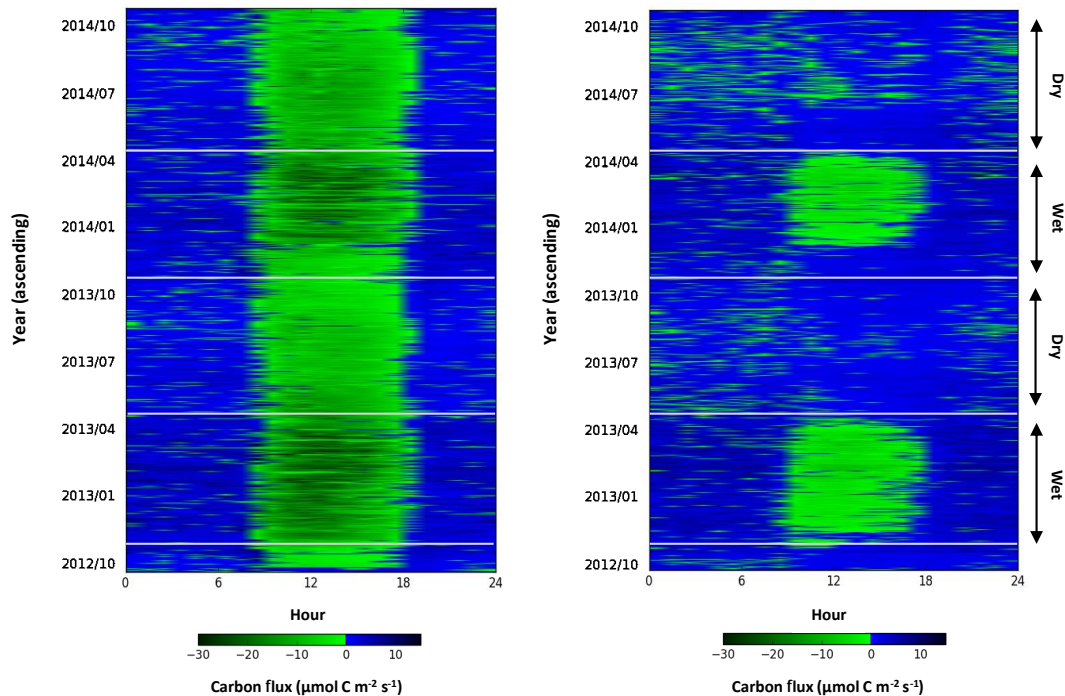 2014/10
2014/07
2014/04
2014/01
2013/10
2013/07
2013/04
2013/01
2012/10
Year (ascending)
0 6 12 18 24
Hour
−30 −20 −10 0 10
Carbon flux (µmol C m⁻² s⁻¹)
2014/10
2014/07
2014/04
2014/01
2013/10
2013/07
2013/04
2013/01
2012/10
Year (ascending)
0 6 12 18 24
Hour
−30 −20 −10 0 10
Carbon flux (µmol C m⁻² s⁻¹)
Dry
Wet
Dry
Wet